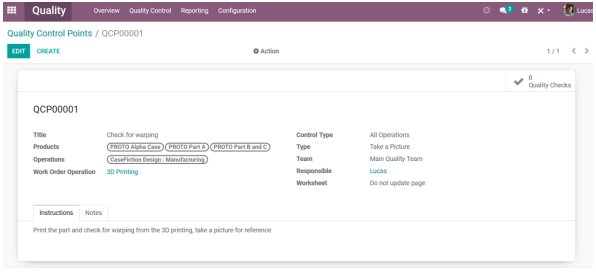 Quality Overview Quality Control Reporting Configuration 2 Lucas
Quality Control Points / QCP00001
EDIT CREATE Action 1 / 1
0
Quality Checks
QCP00001
Title Check for warping Control Type All Operations
Products PROTO Alpha Case PROTO Part A PROTO Part B and C Type Take a Picture
Operations CaseFiction Design : Manufacturing Team Main Quality Team
Work Order Operation 3D Printing Responsible Lucas
Worksheet Do not update page
Instructions Notes
Print the part and check for warping from the 3D printing, take a picture for reference